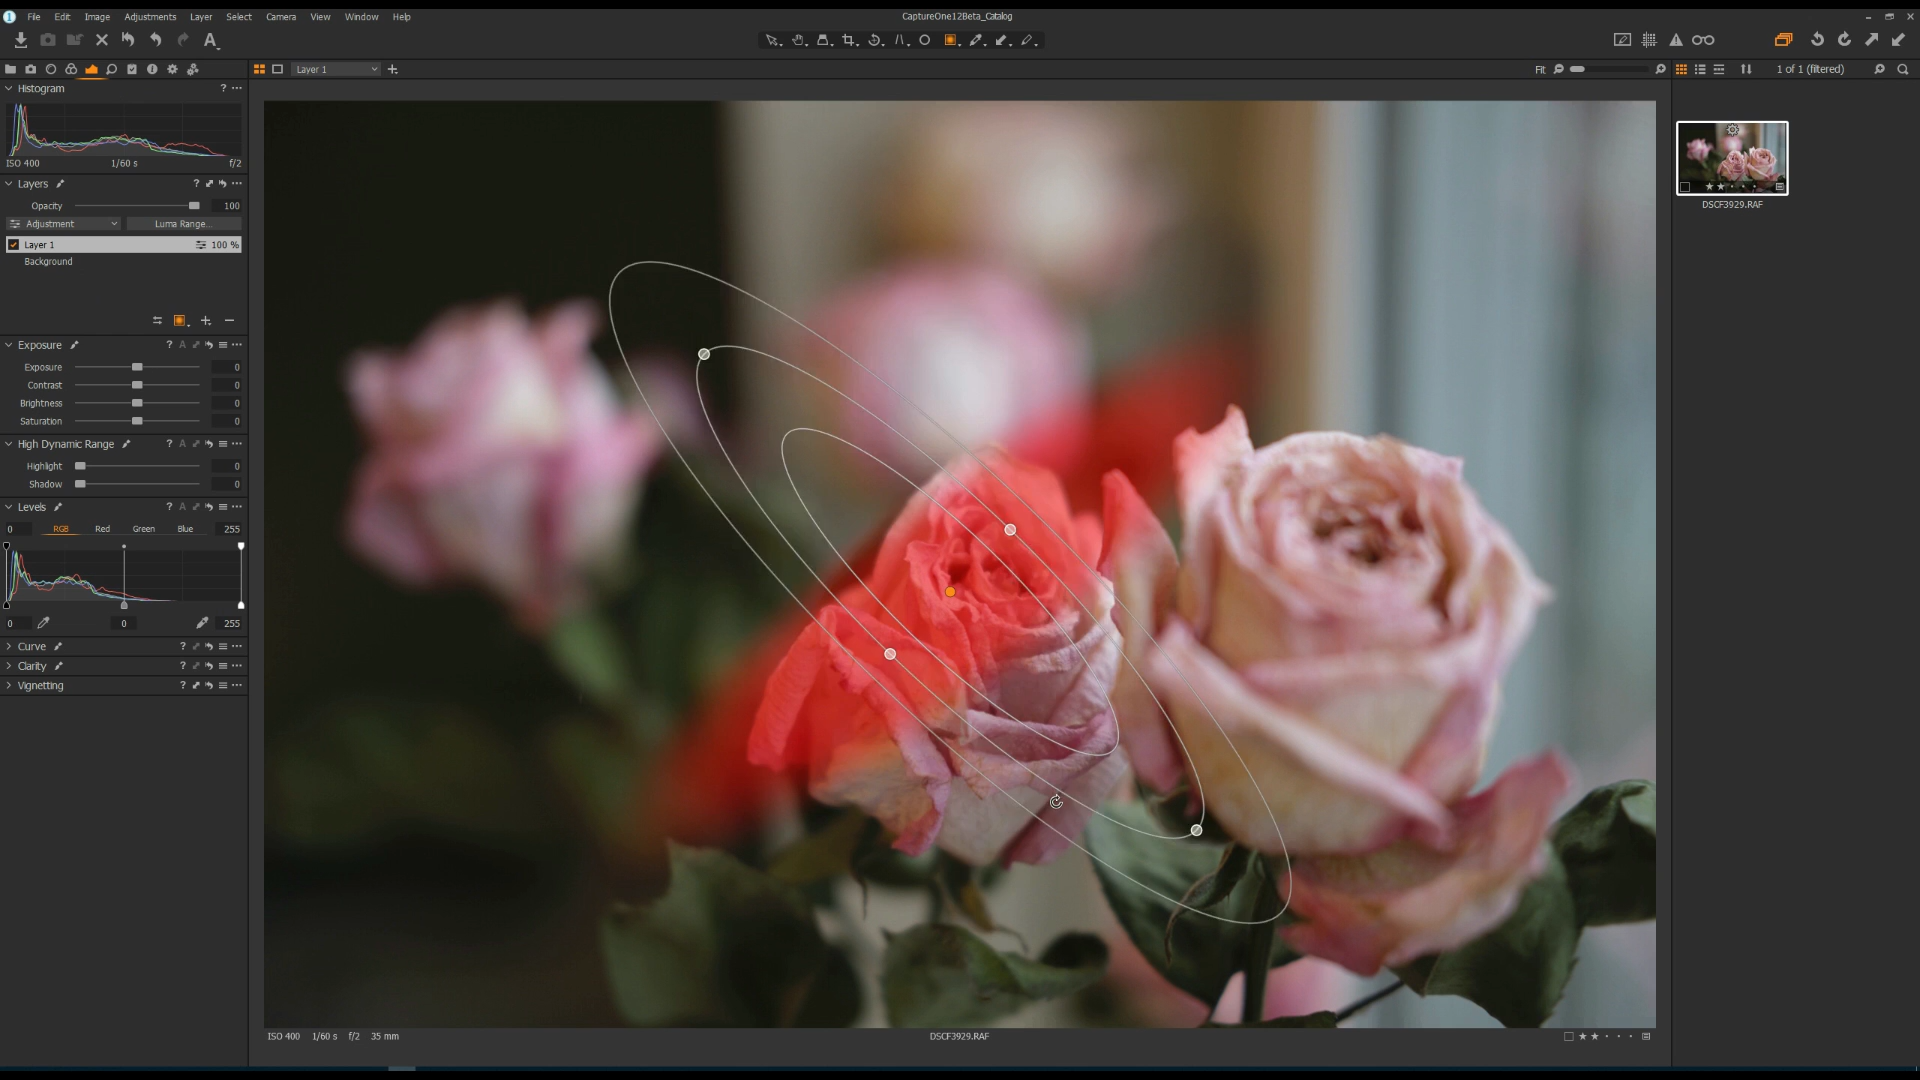 File Edit Image Adjustments Layer Select Camera View Window Help
CaptureOne12Beta_Catalog
Layer 1
Fit
1 of 1 (filtered)
Histogram
ISO 400 1/60 s f/2
Layers
Opacity 100
Adjustment Luma Range...
Layer 1 100 %
Background
Exposure
Exposure 0
Contrast 0
Brightness 0
Saturation 0
High Dynamic Range
Highlight 0
Shadow 0
Levels
0 RGB Red Green Blue 255
0 0 255
Curve
Clarity
Vignetting
DSCF3929.RAF
ISO 400 1/60 s f/2 35 mm
DSCF3929.RAF